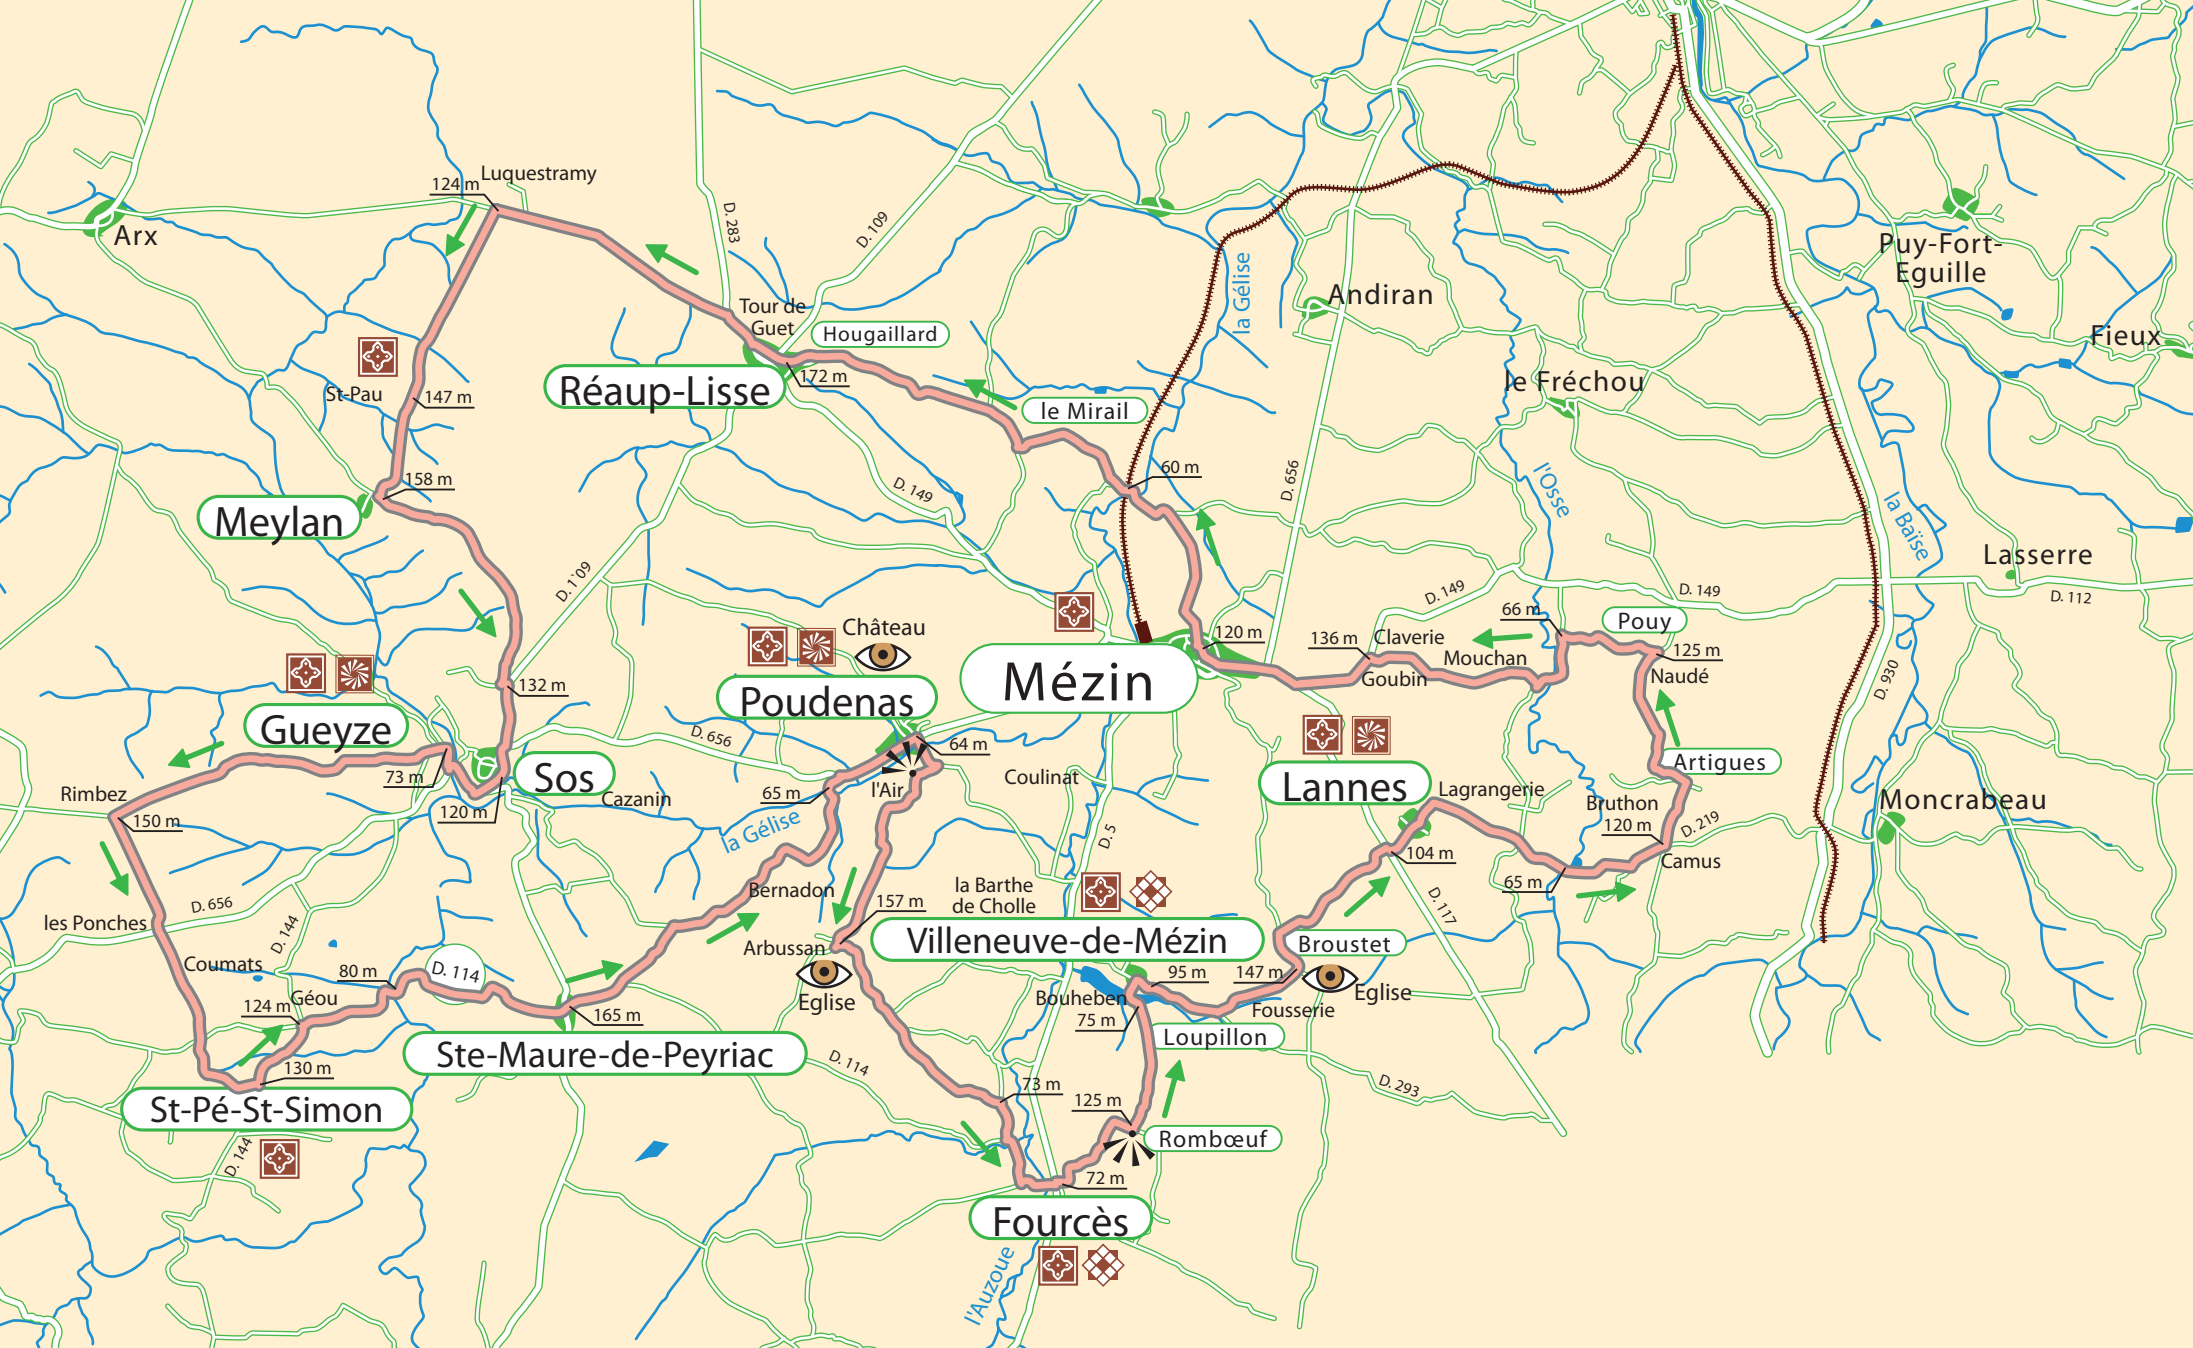 Luquestramy
124 m
Arx
D. 283
D. 109
la Gélise
Andiran
Puy-Fort-
Eguille
Fieux
Tour de
Guet
Hougaillard
172 m
Réaup-Lisse
le Mirail
le Fréchou
St-Pau
147 m
158 m
Meylan
60 m
D. 656
D. 149
l'Osse
la Baïse
Lasserre
D. 112
D. 1`09
D. 149
D. 149
66 m
Pouy
Château
120 m
136 m
Claverie
Mouchan
Goubin
125 m
Naudé
Mézin
Poudenas
132 m
Gueyze
D. 656
64 m
D. 930
Sos
73 m
120 m
Cazanin
l'Air
65 m
Coulinat
Lannes
Lagrangerie
Artigues
Bruthon
120 m
D. 219
Moncrabeau
Camus
Rimbez
150 m
la Gélise
D. 5
104 m
65 m
D. 117
Bernadon
la Barthe
de Cholle
157 m
les Ponches
D. 656
D. 144
Arbussan
Villeneuve-de-Mézin
Broustet
Coumats
80 m
D. 114
Eglise
95 m
147 m
Eglise
Bouheben
75 m
Fousserie
124 m
Géou
165 m
Loupillon
Ste-Maure-de-Peyriac
D. 114
130 m
73 m
125 m
D. 293
St-Pé-St-Simon
Rombœuf
D. 144
72 m
Fourcès
l'Auzoue